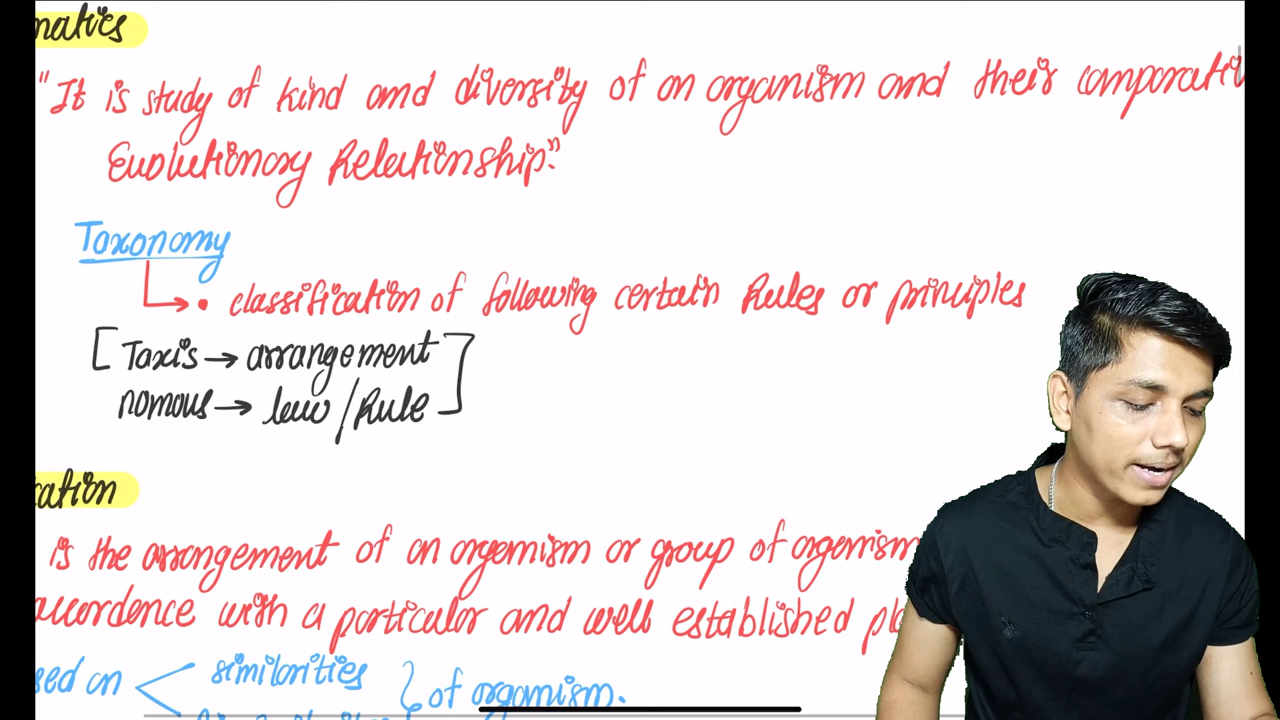 matics
"It is study of kind and diversity of an organism and their comparati
Evolutionary Relationship."
Taxonomy
• classification of following certain Rules or principles
[Taxis → arrangement
nomous → law / Rule]
cation
is the arrangement of an organism or group of organism
accordence with a particular and well established pl
sed on < similarities } of organism.